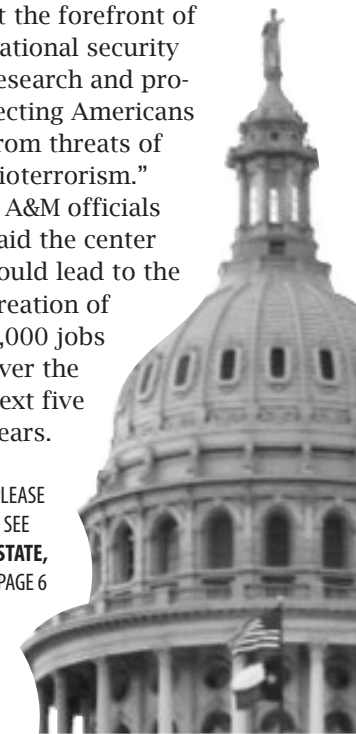 t the forefront of
ational security
esearch and pro-
ecting Americans
rom threats of
ioterrorism.”
A&M officials
aid the center
ould lead to the
reation of
,000 jobs
ver the
ext five
ears.
LEASE
SEE
STATE,
PAGE 6